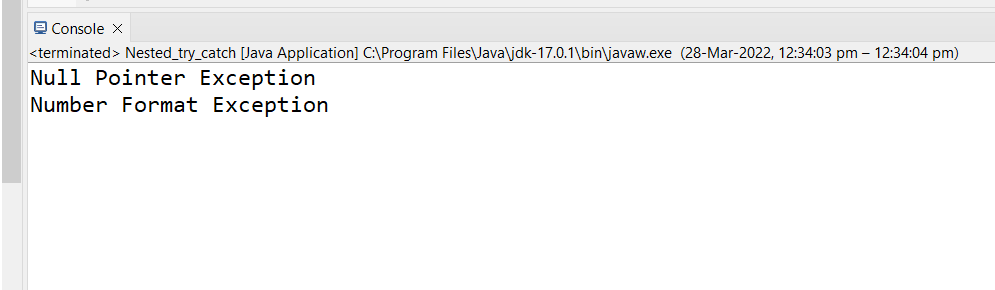 Console
<terminated> Nested_try_catch [Java Application] C:\Program Files\Java\jdk-17.0.1\bin\javaw.exe (28-Mar-2022, 12:34:03 pm – 12:34:04 pm)
Null Pointer Exception
Number Format Exception